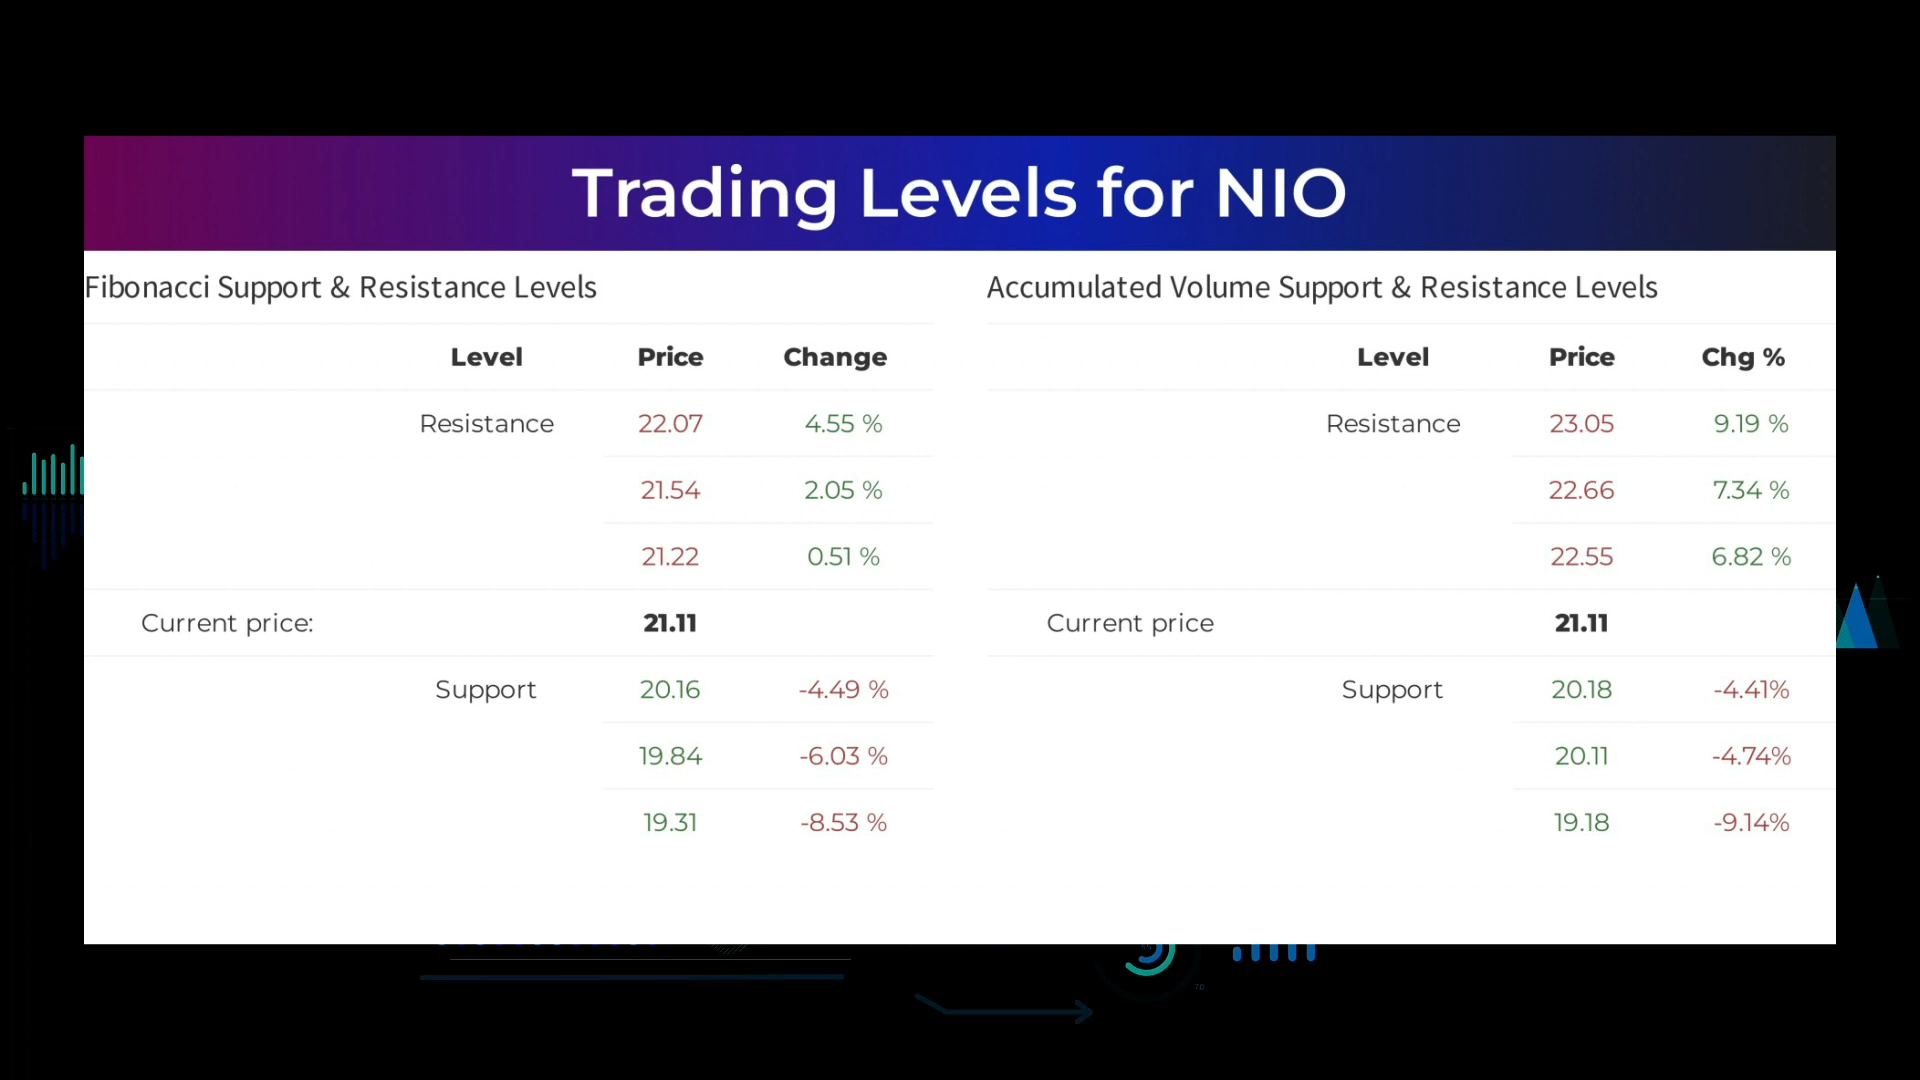 Trading Levels for NIO
Fibonacci Support & Resistance Levels
Level Price Change
Resistance 22.07 4.55 %
21.54 2.05 %
21.22 0.51 %
Current price: 21.11
Support 20.16 -4.49 %
19.84 -6.03 %
19.31 -8.53 %
Accumulated Volume Support & Resistance Levels
Level Price Chg %
Resistance 23.05 9.19 %
22.66 7.34 %
22.55 6.82 %
Current price 21.11
Support 20.18 -4.41%
20.11 -4.74%
19.18 -9.14%